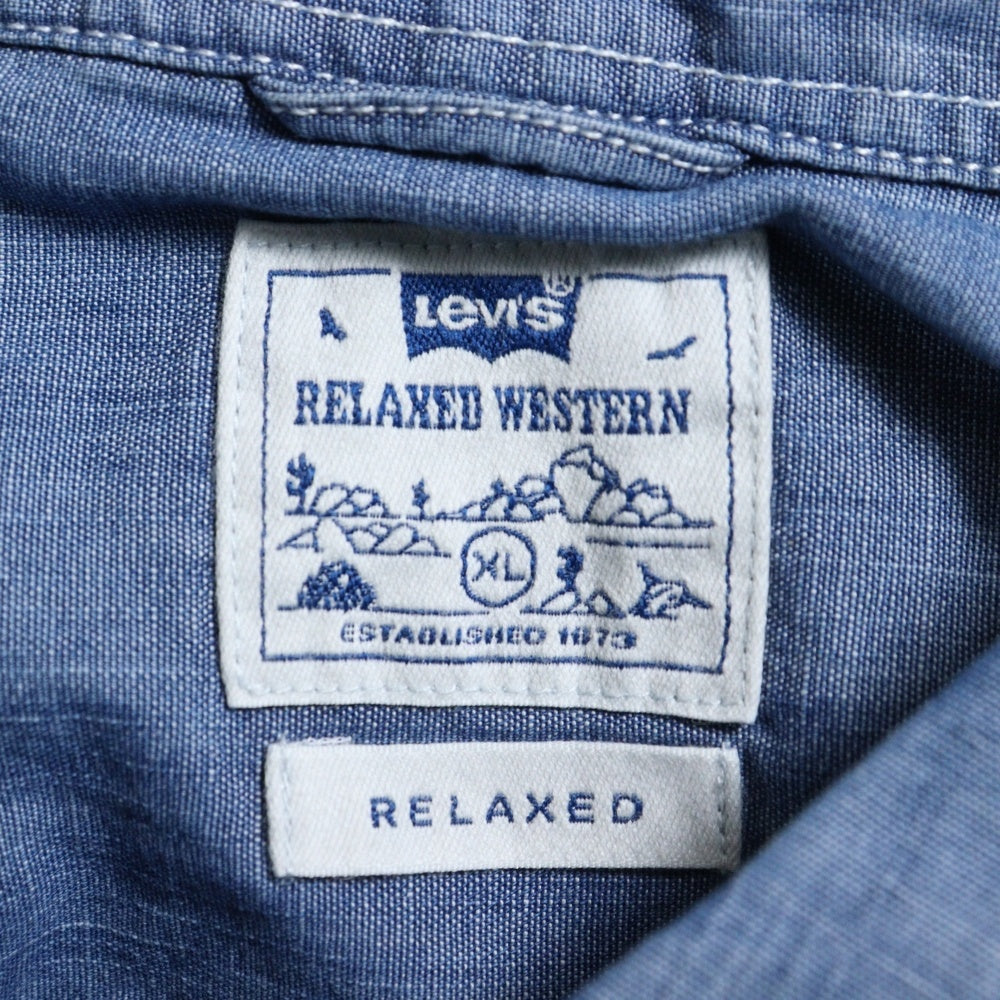 Levi's®
RELAXED WESTERN
XL
ESTABLISHED 1873
RELAXED